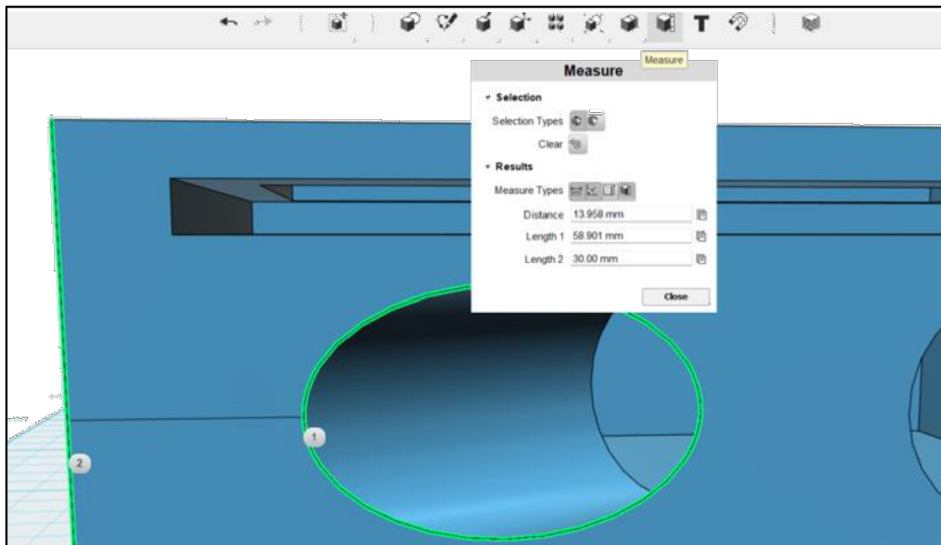 T
Measure
Measure
Selection
Selection Types
Clear
Results
Measure Types
Distance 13.958 mm
Length 1 58.901 mm
Length 2 30.00 mm
Close
1
2